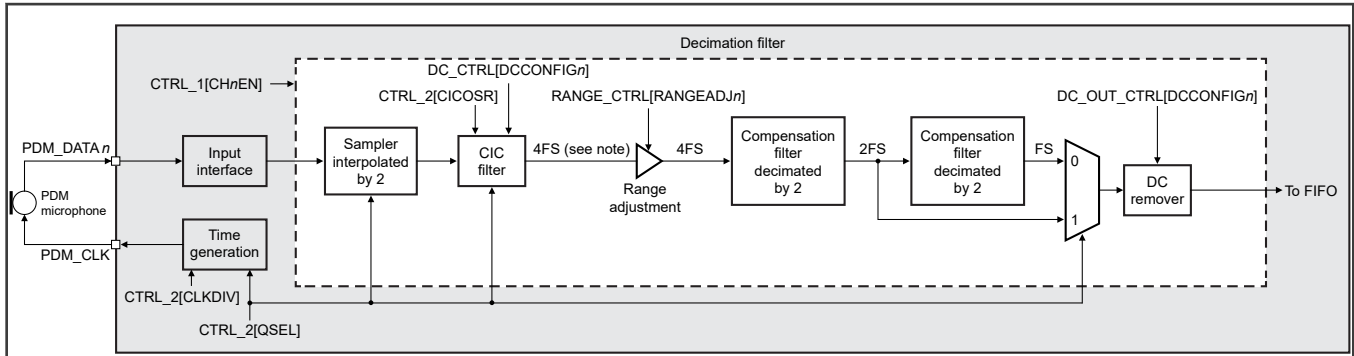 Decimation filter
DC_CTRL[DCCONFIGn]
CTRL_1[CHnEN]
CTRL_2[CICOSR]
RANGE_CTRL[RANGEADJn]
DC_OUT_CTRL[DCCONFIGn]
PDM_DATA n
Input
interface
Sampler
interpolated
by 2
CIC
filter
4FS (see note)
4FS
Range
adjustment
Compensation
filter
decimated
by 2
2FS
Compensation
filter
decimated
by 2
FS
0
1
DC
remover
To FIFO
PDM
microphone
PDM_CLK
Time
generation
CTRL_2[CLKDIV]
CTRL_2[QSEL]